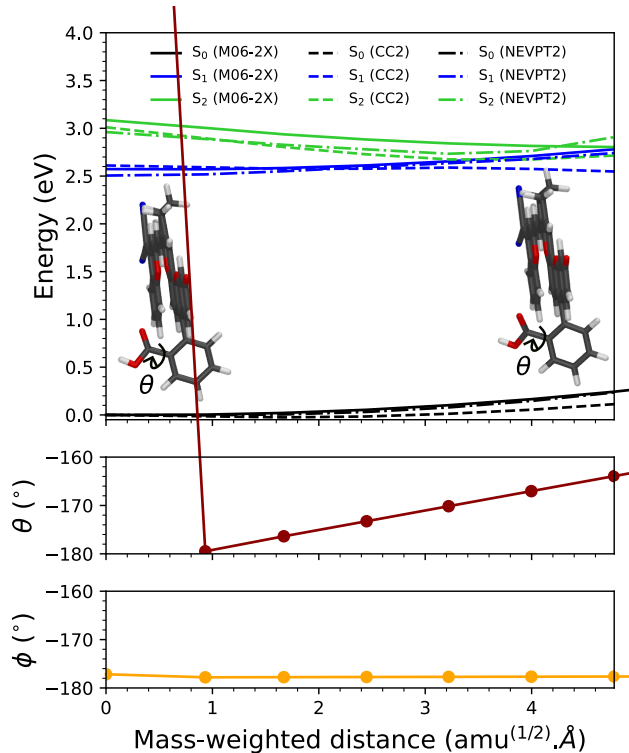 4.0
S₀ (M06-2X) S₀ (CC2) S₀ (NEVPT2)
S₁ (M06-2X) S₁ (CC2) S₁ (NEVPT2)
S₂ (M06-2X) S₂ (CC2) S₂ (NEVPT2)
3.5
3.0
2.5
2.0
1.5
1.0
0.5
0.0
Energy (eV)
θ
θ
−160
−170
−180
θ (°)
−160
−170
−180
ϕ (°)
0 1 2 3 4
Mass-weighted distance (amu⁽¹ᐟ²⁾.Å)